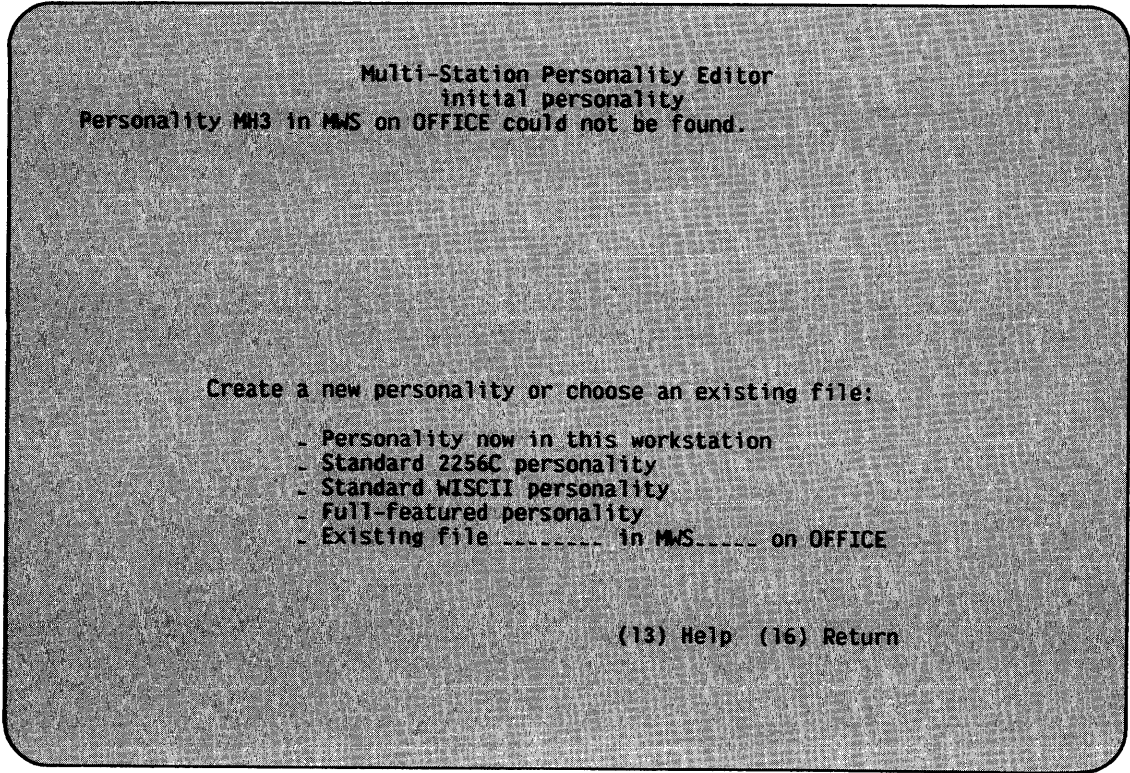 Multi-Station Personality Editor
initial personality
Personality MH3 in MWS on OFFICE could not be found.
Create a new personality or choose an existing file:
_ Personality now in this workstation
_ Standard 2256C personality
_ Standard WISCII personality
_ Full-featured personality
_ Existing file ________ in MWS_____ on OFFICE
(13) Help (16) Return